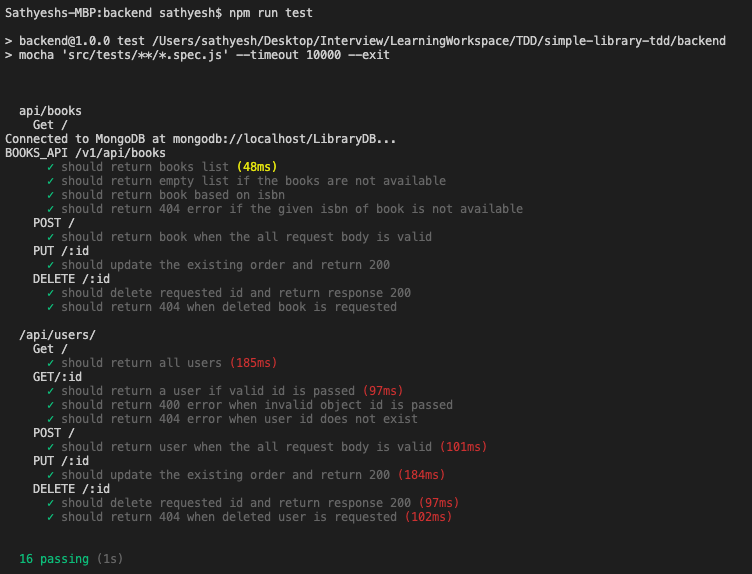 Sathyeshs-MBP:backend sathyesh$ npm run test
> backend@1.0.0 test /Users/sathyesh/Desktop/Interview/LearningWorkspace/TDD/simple-library-tdd/backend
> mocha 'src/tests/**/*.spec.js' --timeout 10000 --exit
api/books
Get /
Connected to MongoDB at mongodb://localhost/LibraryDB...
BOOKS_API /v1/api/books
✓ should return books list (48ms)
✓ should return empty list if the books are not available
✓ should return book based on isbn
✓ should return 404 error if the given isbn of book is not available
POST /
✓ should return book when the all request body is valid
PUT /:id
✓ should update the existing order and return 200
DELETE /:id
✓ should delete requested id and return response 200
✓ should return 404 when deleted book is requested
/api/users/
Get /
✓ should return all users (185ms)
GET/:id
✓ should return a user if valid id is passed (97ms)
✓ should return 400 error when invalid object id is passed
✓ should return 404 error when user id does not exist
POST /
✓ should return user when the all request body is valid (101ms)
PUT /:id
✓ should update the existing order and return 200 (184ms)
DELETE /:id
✓ should delete requested id and return response 200 (97ms)
✓ should return 404 when deleted user is requested (102ms)
16 passing (1s)